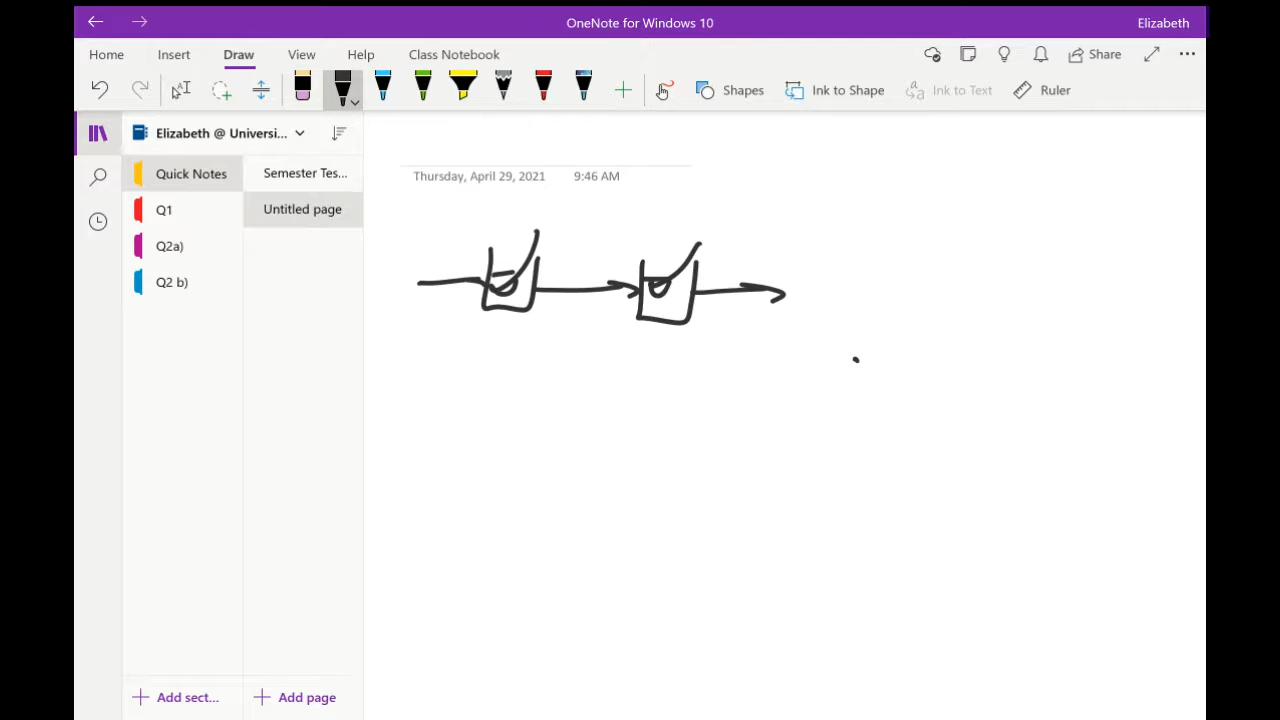 OneNote for Windows 10
Elizabeth
Home Insert Draw View Help Class Notebook
Share
Shapes Ink to Shape Ink to Text Ruler
Elizabeth @ Universi...
Quick Notes
Q1
Q2a)
Q2 b)
Semester Tes...
Untitled page
Thursday, April 29, 2021 9:46 AM
Add sect...
Add page